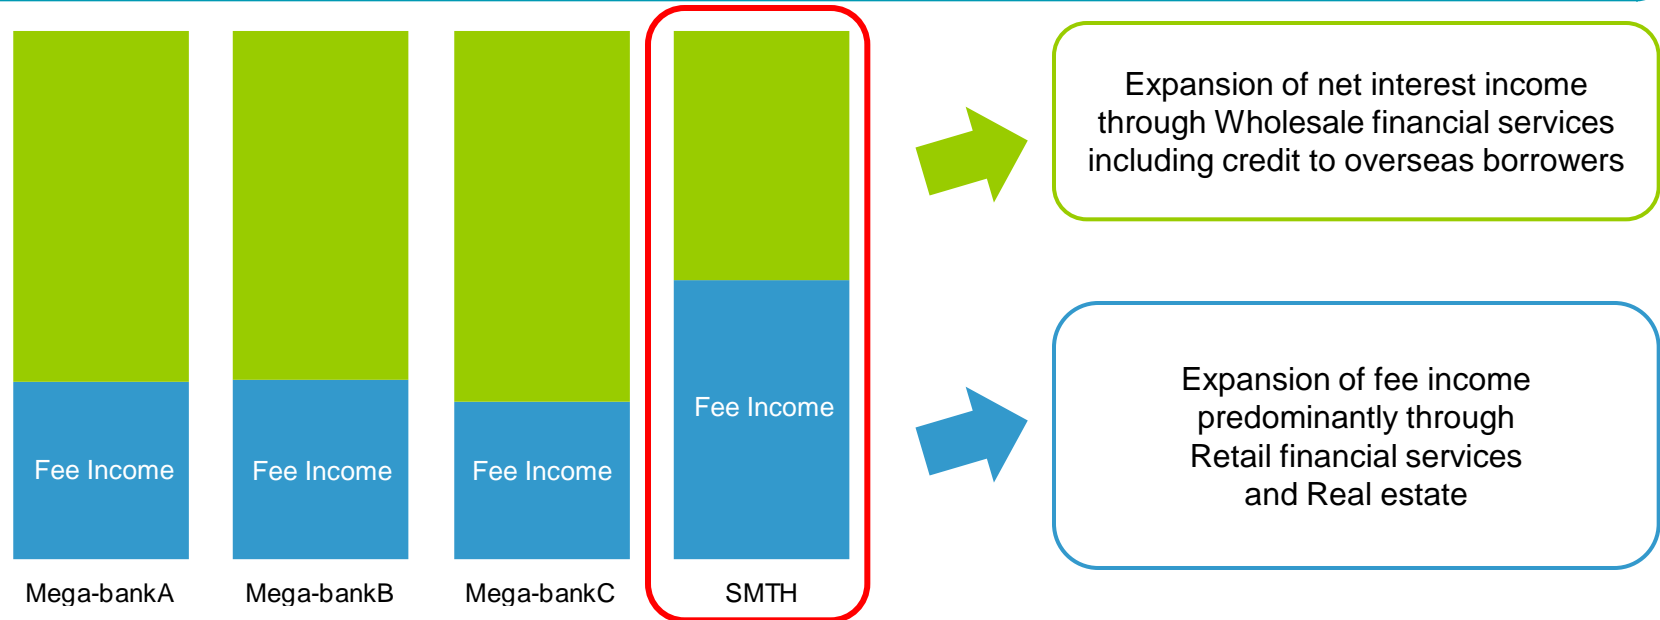 Expansion of net interest income
through Wholesale financial services
including credit to overseas borrowers
Fee Income
Expansion of fee income
predominantly through
Retail financial services
and Real estate
Fee Income
Fee Income
Fee Income
Mega-bankA
Mega-bankB
Mega-bankC
SMTH